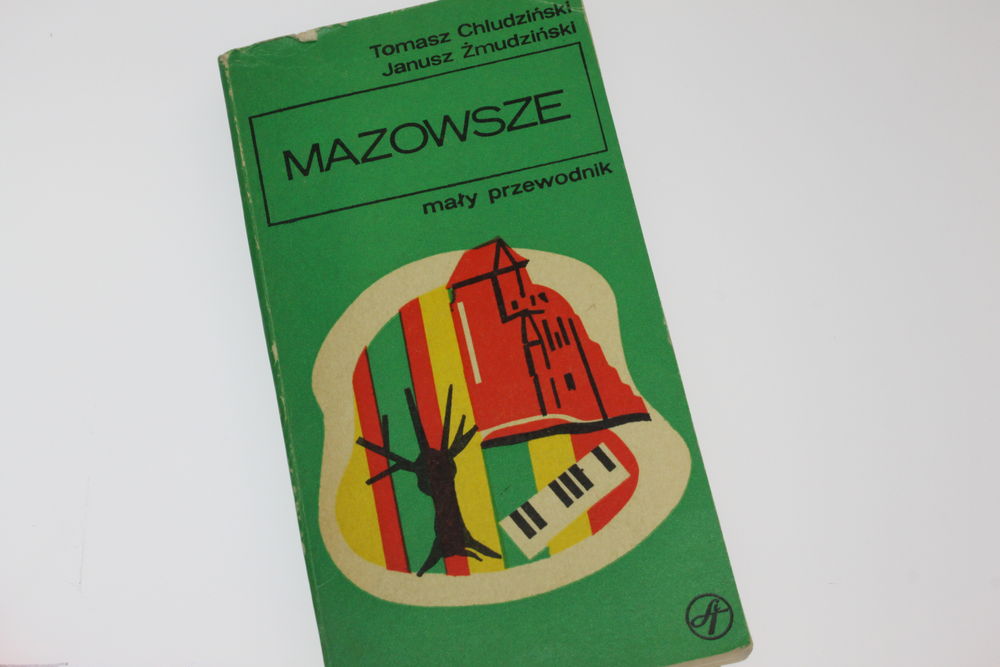 Tomasz Chludziński
Janusz Żmudziński
MAZOWSZE
mały przewodnik